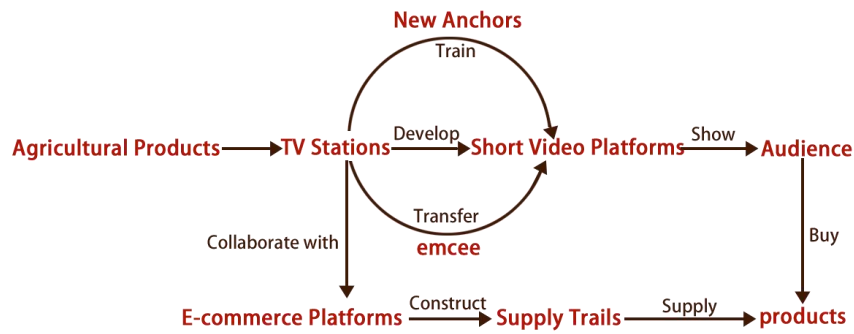 New Anchors
Train
Agricultural Products
TV Stations
Develop
Short Video Platforms
Show
Audience
Transfer
emcee
Collaborate with
Buy
E-commerce Platforms
Construct
Supply Trails
Supply
products